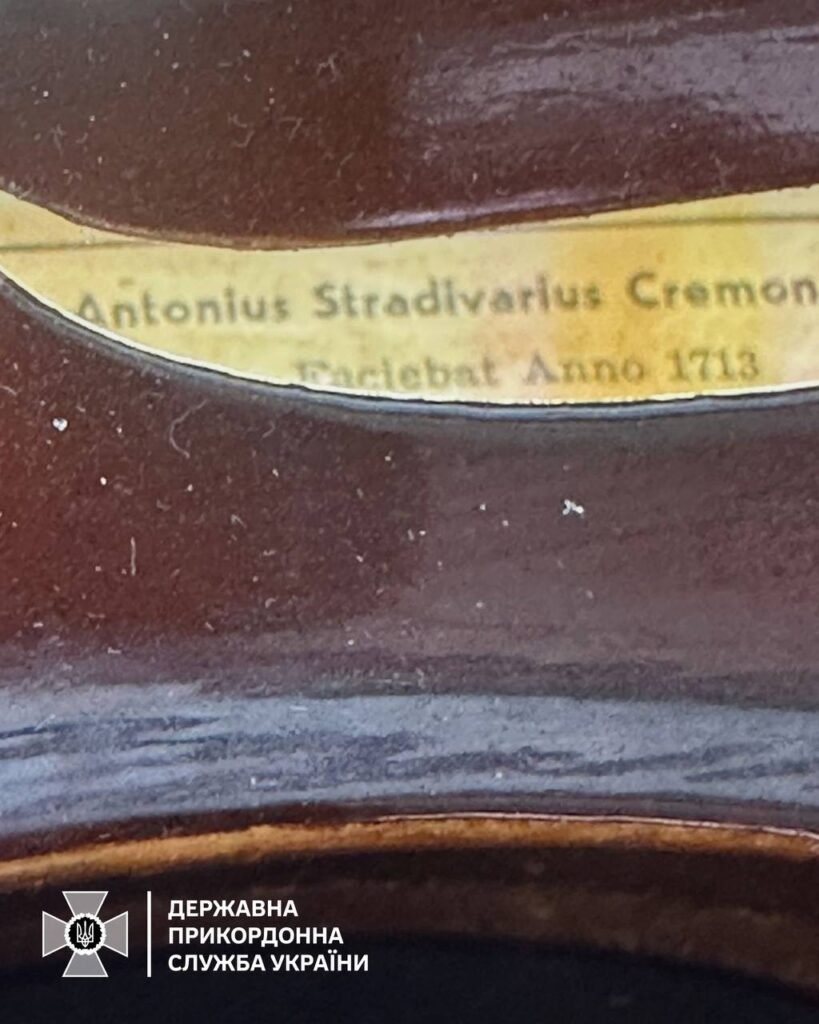 Antonius Stradivarius Cremon
Faciebat Anno 1713
ДЕРЖАВНА
ПРИКОРДОННА
СЛУЖБА УКРАЇНИ